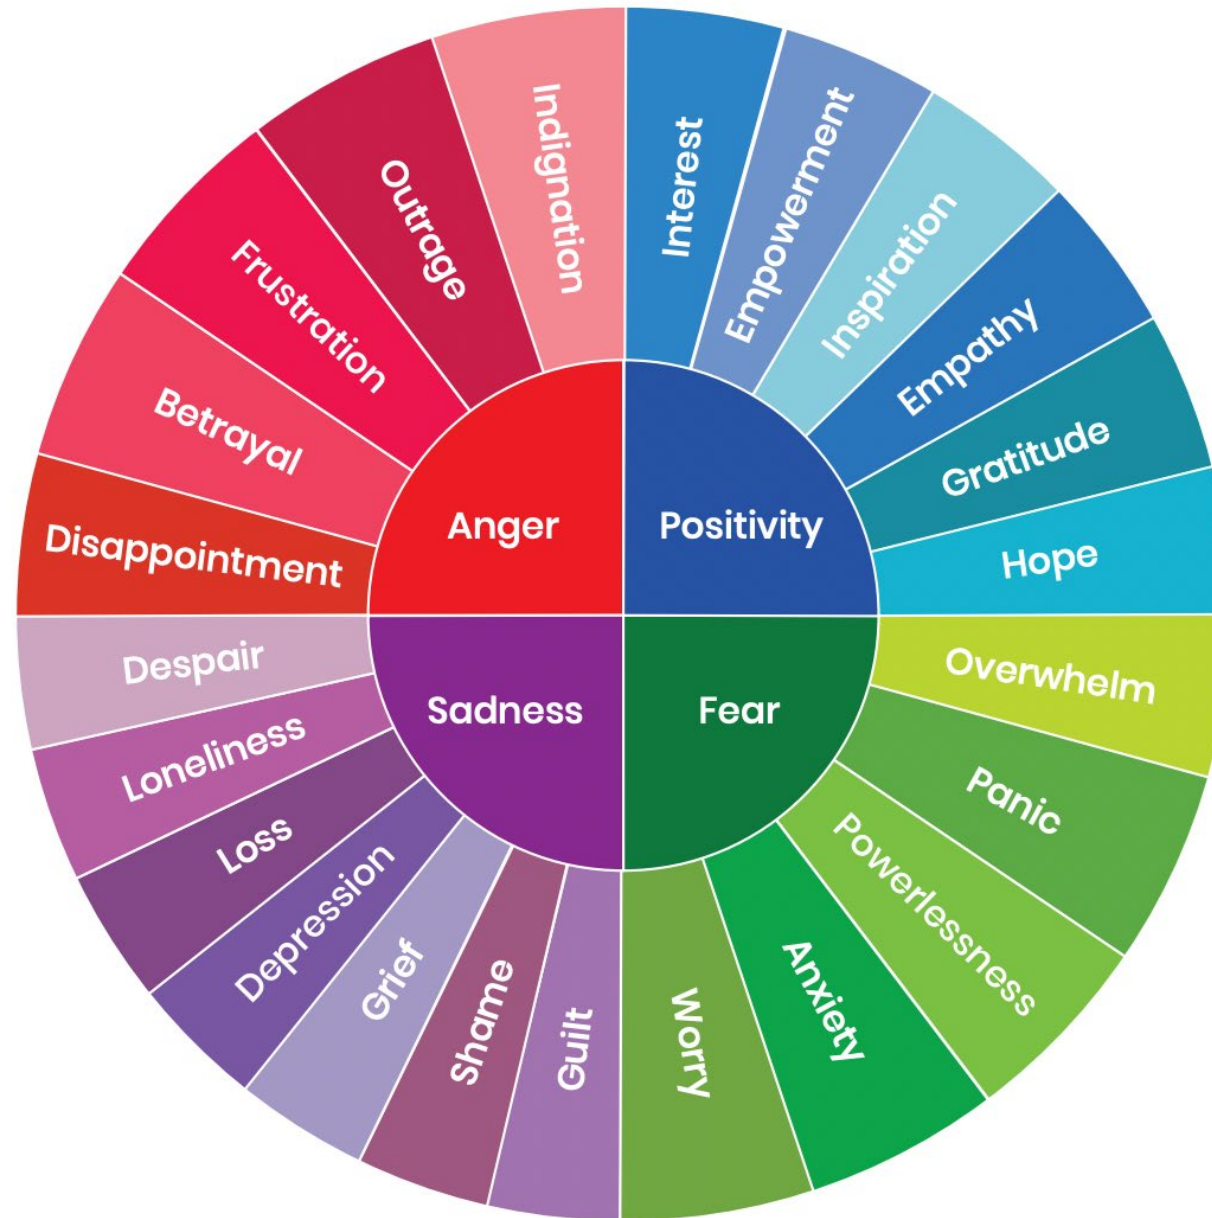 Indignation
Interest
Empowerment
Inspiration
Empathy
Gratitude
Hope
Overwhelm
Panic
Powerlessness
Anxiety
Worry
Guilt
Shame
Grief
Depression
Loss
Loneliness
Despair
Disappointment
Betrayal
Frustration
Outrage
Anger
Positivity
Sadness
Fear